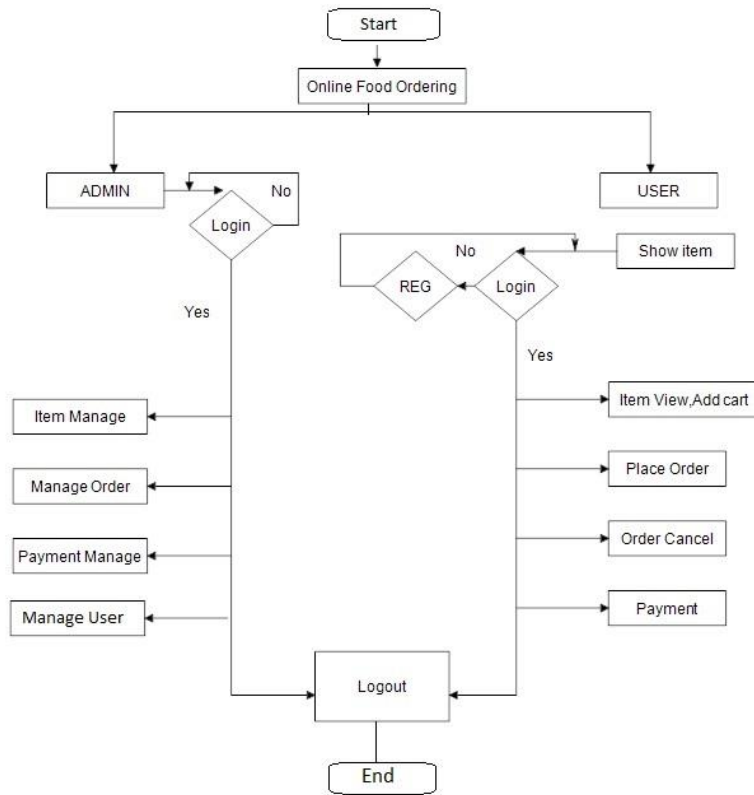 Start
Online Food Ordering
ADMIN
USER
No
Login
No
Show item
REG
Login
Yes
Yes
Item Manage
Item View,Add cart
Manage Order
Place Order
Payment Manage
Order Cancel
Manage User
Payment
Logout
End